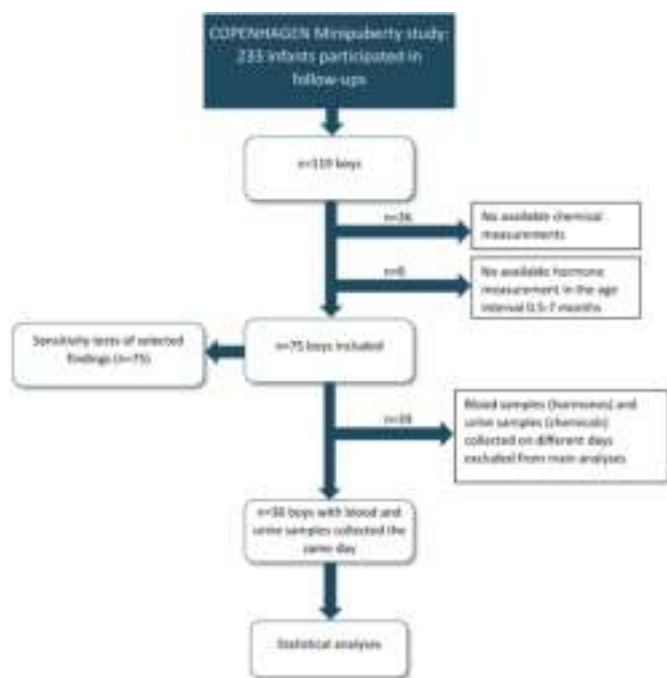 COPENHAGEN Minipuberty study:
233 infants participated in
follow-ups
n=119 boys
n=36
No available chemical
measurements
n=8
No available hormone
measurement in the age
interval 0.5-7 months
Sensitivity tests of selected
findings (n=75)
n=75 boys included
n=39
Blood samples (hormones) and
urine samples (chemicals)
collected on different days
excluded from main analyses
n=36 boys with blood and
urine samples collected the
same day
Statistical analyses